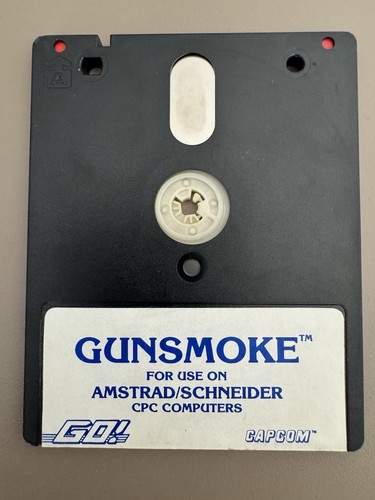 A
GUNSMOKE™
FOR USE ON
AMSTRAD/SCHNEIDER
CPC COMPUTERS
GO!
CAPCOM™